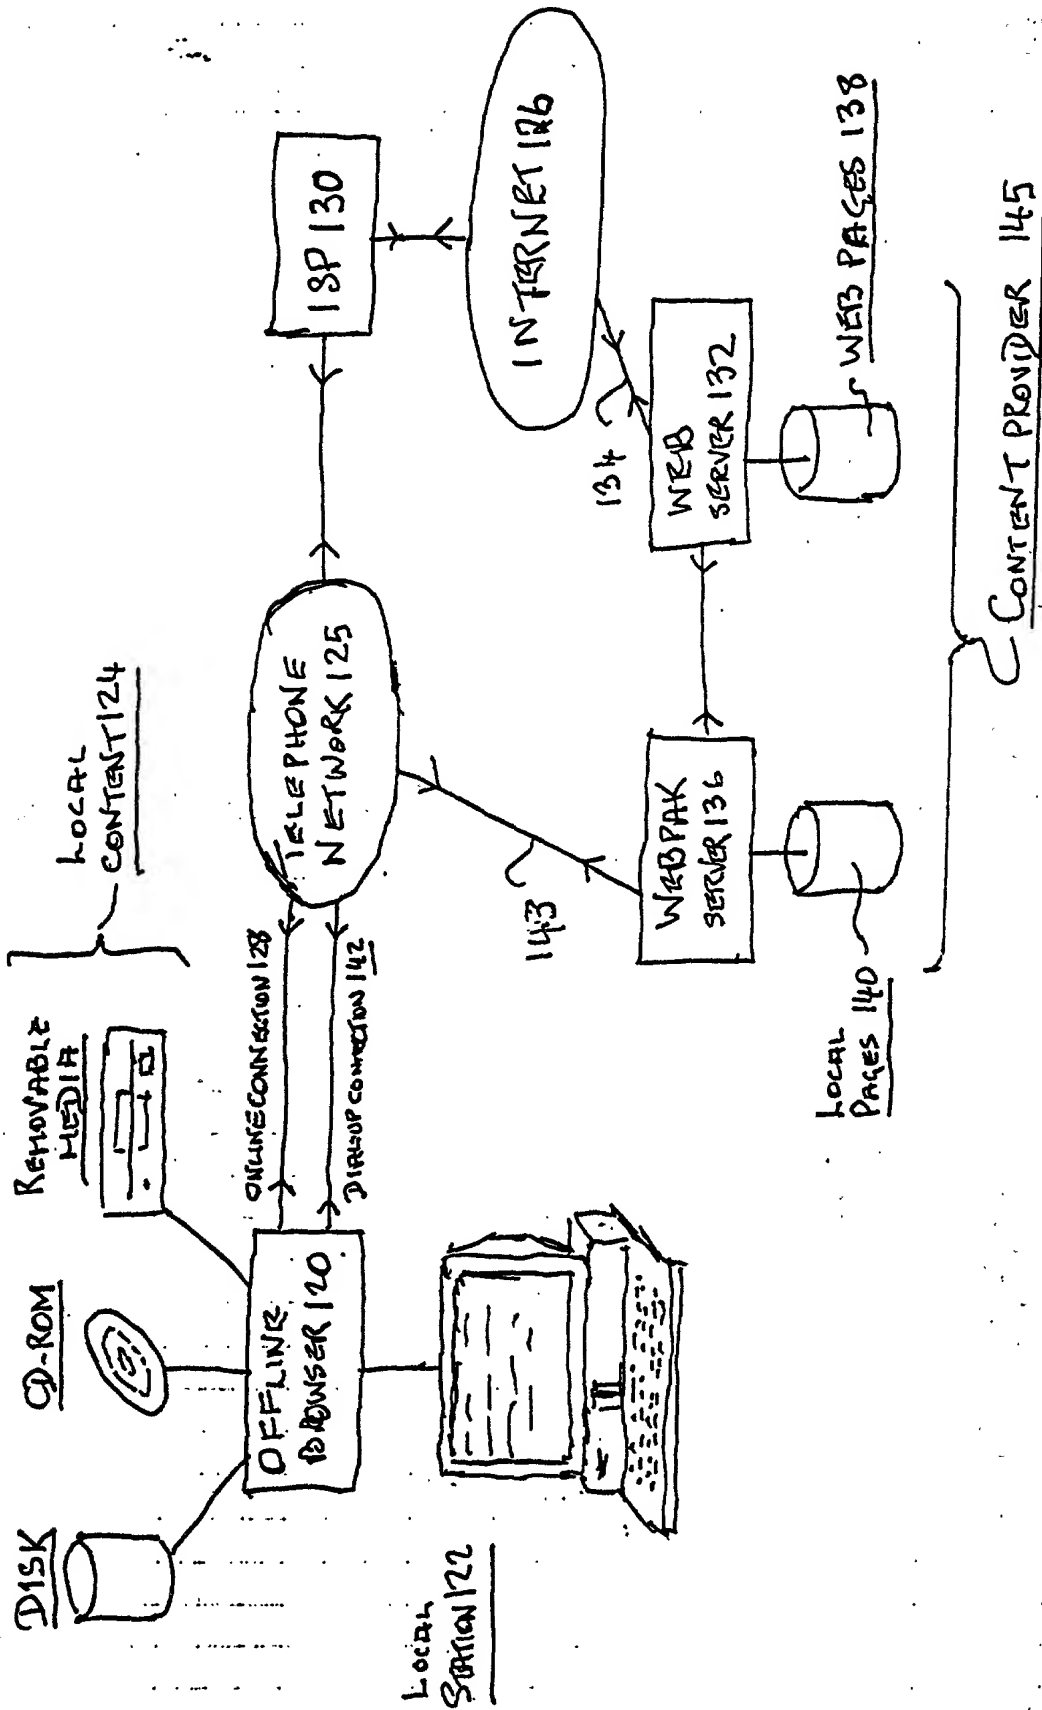 DISK
CD-ROM
REMOVABLE
MEDIA
LOCAL
CONTENT 124
OFFLINE
BROWSER 120
ONLINE CONNECTION 128
DIALUP CONNECTION 142
TELEPHONE
NETWORK 125
ISP 130
LOCAL
STATION 122
143
134
INTERNET 126
WEBPAK
SERVER 136
WEB
SERVER 132
LOCAL
PAGES 140
WEB PAGES 138
CONTENT PROVIDER 145